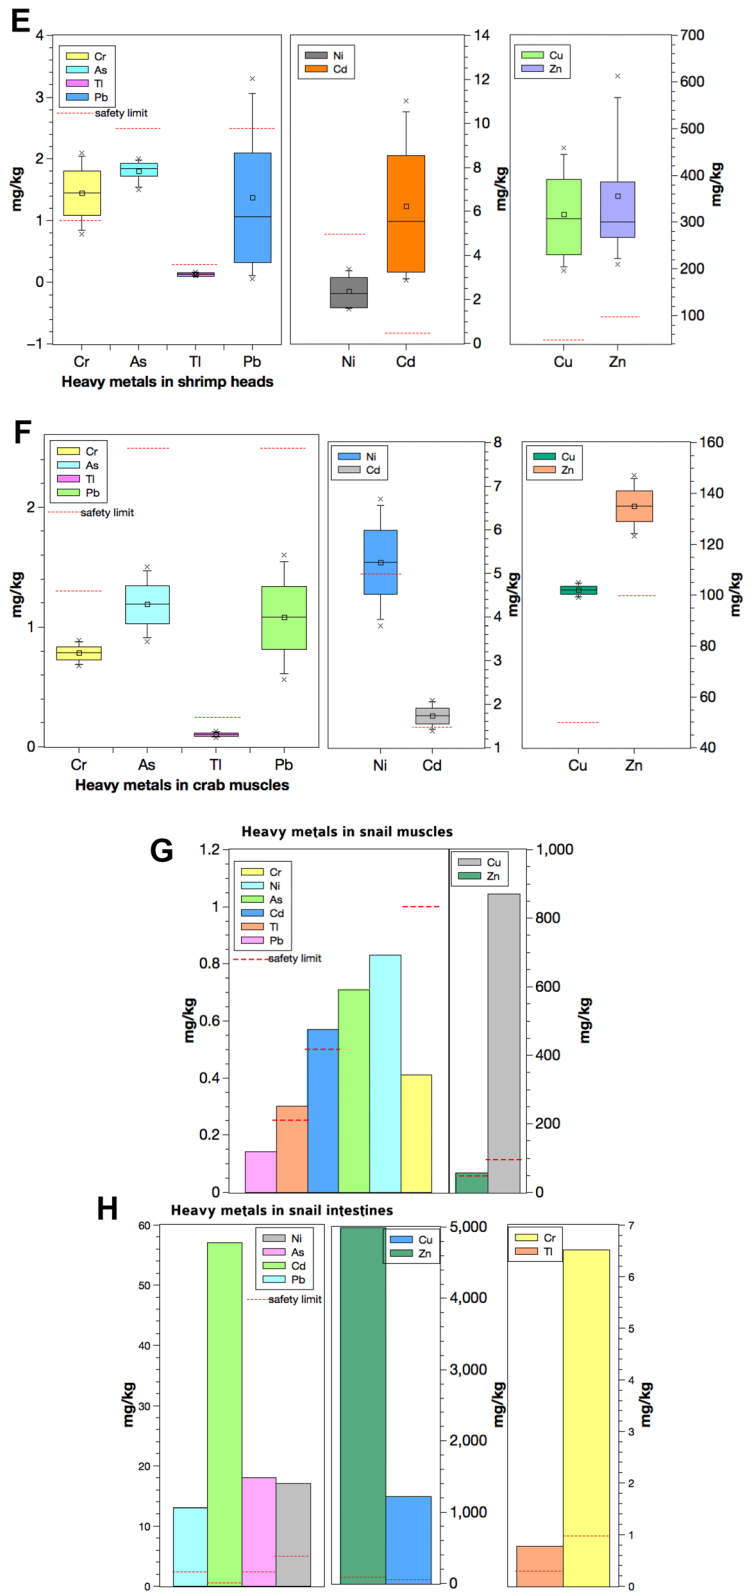 E
4
3
2
1
0
−1
mg/kg
Cr
As
Tl
Pb
safety limit
Cr As Tl Pb
Heavy metals in shrimp heads
Ni
Cd
14
12
10
8
6
4
2
0
mg/kg
Ni Cd
Cu
Zn
700
600
500
400
300
200
100
mg/kg
Cu Zn
F
2
1
0
mg/kg
Cr
As
Tl
Pb
safety limit
Cr As Tl Pb
Heavy metals in crab muscles
Ni
Cd
8
7
6
5
4
3
2
1
mg/kg
Ni Cd
Cu
Zn
160
140
120
100
80
60
40
mg/kg
Cu Zn
G
Heavy metals in snail muscles
1.2
1
0.8
0.6
0.4
0.2
0
mg/kg
Cr
Ni
As
Cd
Tl
Pb
safety limit
Cu
Zn
1,000
800
600
400
200
0
mg/kg
H
Heavy metals in snail intestines
60
50
40
30
20
10
0
mg/kg
Ni
As
Cd
Pb
safety limit
Cu
Zn
5,000
4,000
3,000
2,000
1,000
0
mg/kg
Cr
Tl
7
6
5
4
3
2
1
0
mg/kg